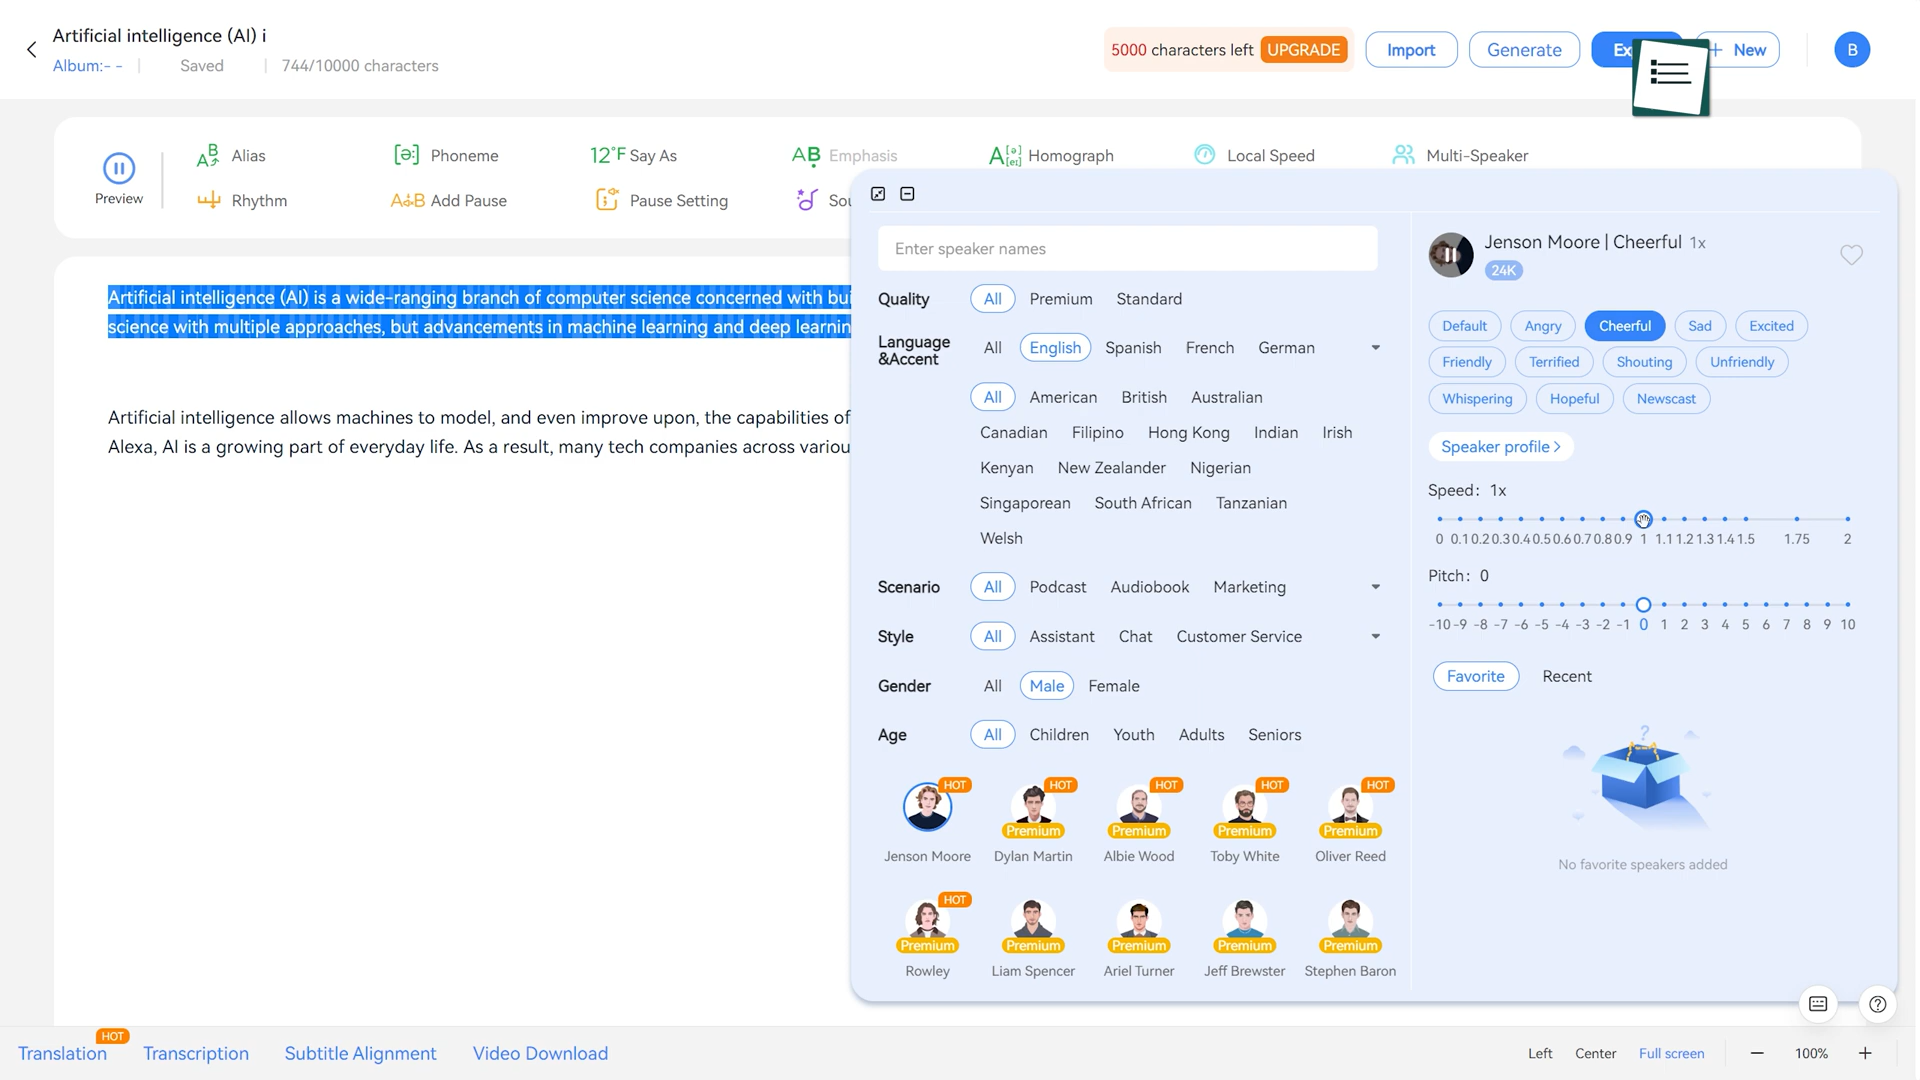 Artificial intelligence (AI) i
Album:- -
Saved
744/10000 characters
5000 characters left
UPGRADE
Import
Generate
+ New
B
Preview
Alias
Phoneme
12°F Say As
Emphasis
Homograph
Local Speed
Multi-Speaker
Rhythm
Add Pause
Pause Setting
Artificial intelligence (AI) is a wide-ranging branch of computer science concerned with
science with multiple approaches, but advancements in machine learning and deep
Artificial intelligence allows machines to model, and even improve upon, the capabilities of
Alexa, AI is a growing part of everyday life. As a result, many tech companies across
Enter speaker names
Quality All Premium Standard
Language
&Accent
All English Spanish French German
All American British Australian
Canadian Filipino Hong Kong Indian Irish
Kenyan New Zealander Nigerian
Singaporean South African Tanzanian
Welsh
Scenario All Podcast Audiobook Marketing
Style All Assistant Chat Customer Service
Gender All Male Female
Age All Children Youth Adults Seniors
HOT HOT HOT HOT HOT
Premium Premium Premium Premium
Jenson Moore Dylan Martin Albie Wood Toby White Oliver Reed
HOT
Premium Premium Premium Premium Premium
Rowley Liam Spencer Ariel Turner Jeff Brewster Stephen Baron
Jenson Moore | Cheerful 1x
24K
Default Angry Cheerful Sad Excited
Friendly Terrified Shouting Unfriendly
Whispering Hopeful Newscast
Speaker profile >
Speed: 1x
0 0.1 0.2 0.3 0.4 0.5 0.6 0.7 0.8 0.9 1 1.1 1.2 1.3 1.4 1.5 1.75 2
Pitch: 0
-10 -9 -8 -7 -6 -5 -4 -3 -2 -1 0 1 2 3 4 5 6 7 8 9 10
Favorite Recent
No favorite speakers added
HOT
Translation Transcription Subtitle Alignment Video Download
Left Center Full screen − 100% +